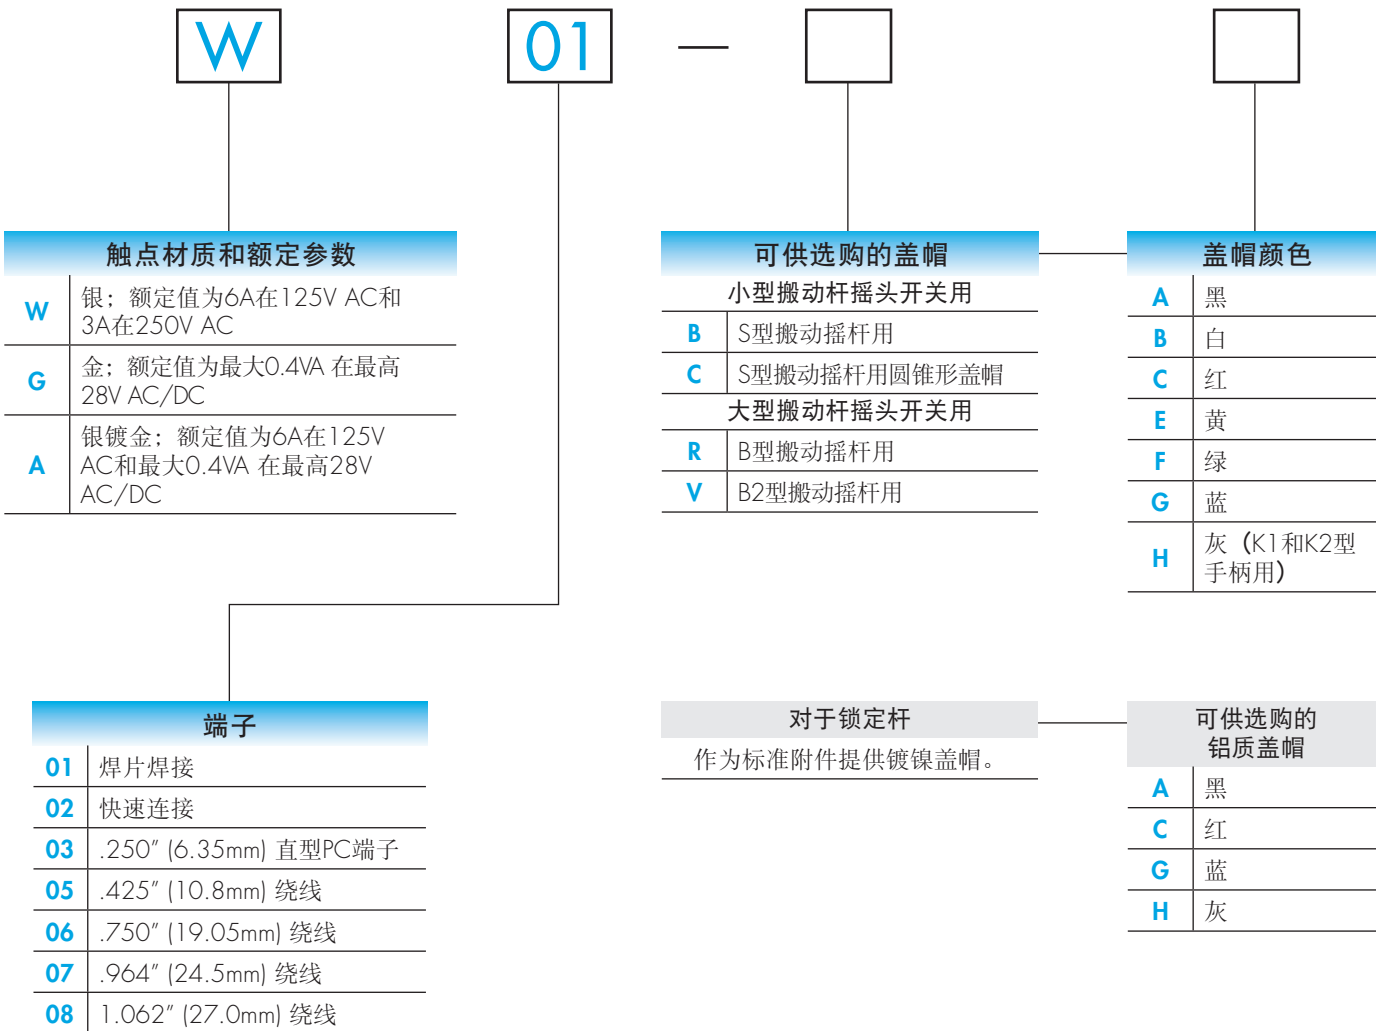 W 01 —
触点材质和额定参数
W 银；额定值为6A在125V AC和
3A在250V AC
G 金；额定值为最大0.4VA 在最高
28V AC/DC
A 银镀金；额定值为6A在125V
AC和最大0.4VA 在最高28V
AC/DC
可供选购的盖帽
小型搬动杆摇头开关用
B S型搬动摇杆用
C S型搬动摇杆用圆锥形盖帽
大型搬动杆摇头开关用
R B型搬动摇杆用
V B2型搬动摇杆用
盖帽颜色
A 黑
B 白
C 红
E 黄
F 绿
G 蓝
H 灰（K1和K2型
手柄用）
端子
01 焊片焊接
02 快速连接
03 .250" (6.35mm) 直型PC端子
05 .425" (10.8mm) 绕线
06 .750" (19.05mm) 绕线
07 .964" (24.5mm) 绕线
08 1.062" (27.0mm) 绕线
对于锁定杆
作为标准附件提供镀镍盖帽。
可供选购的
铝质盖帽
A 黑
C 红
G 蓝
H 灰